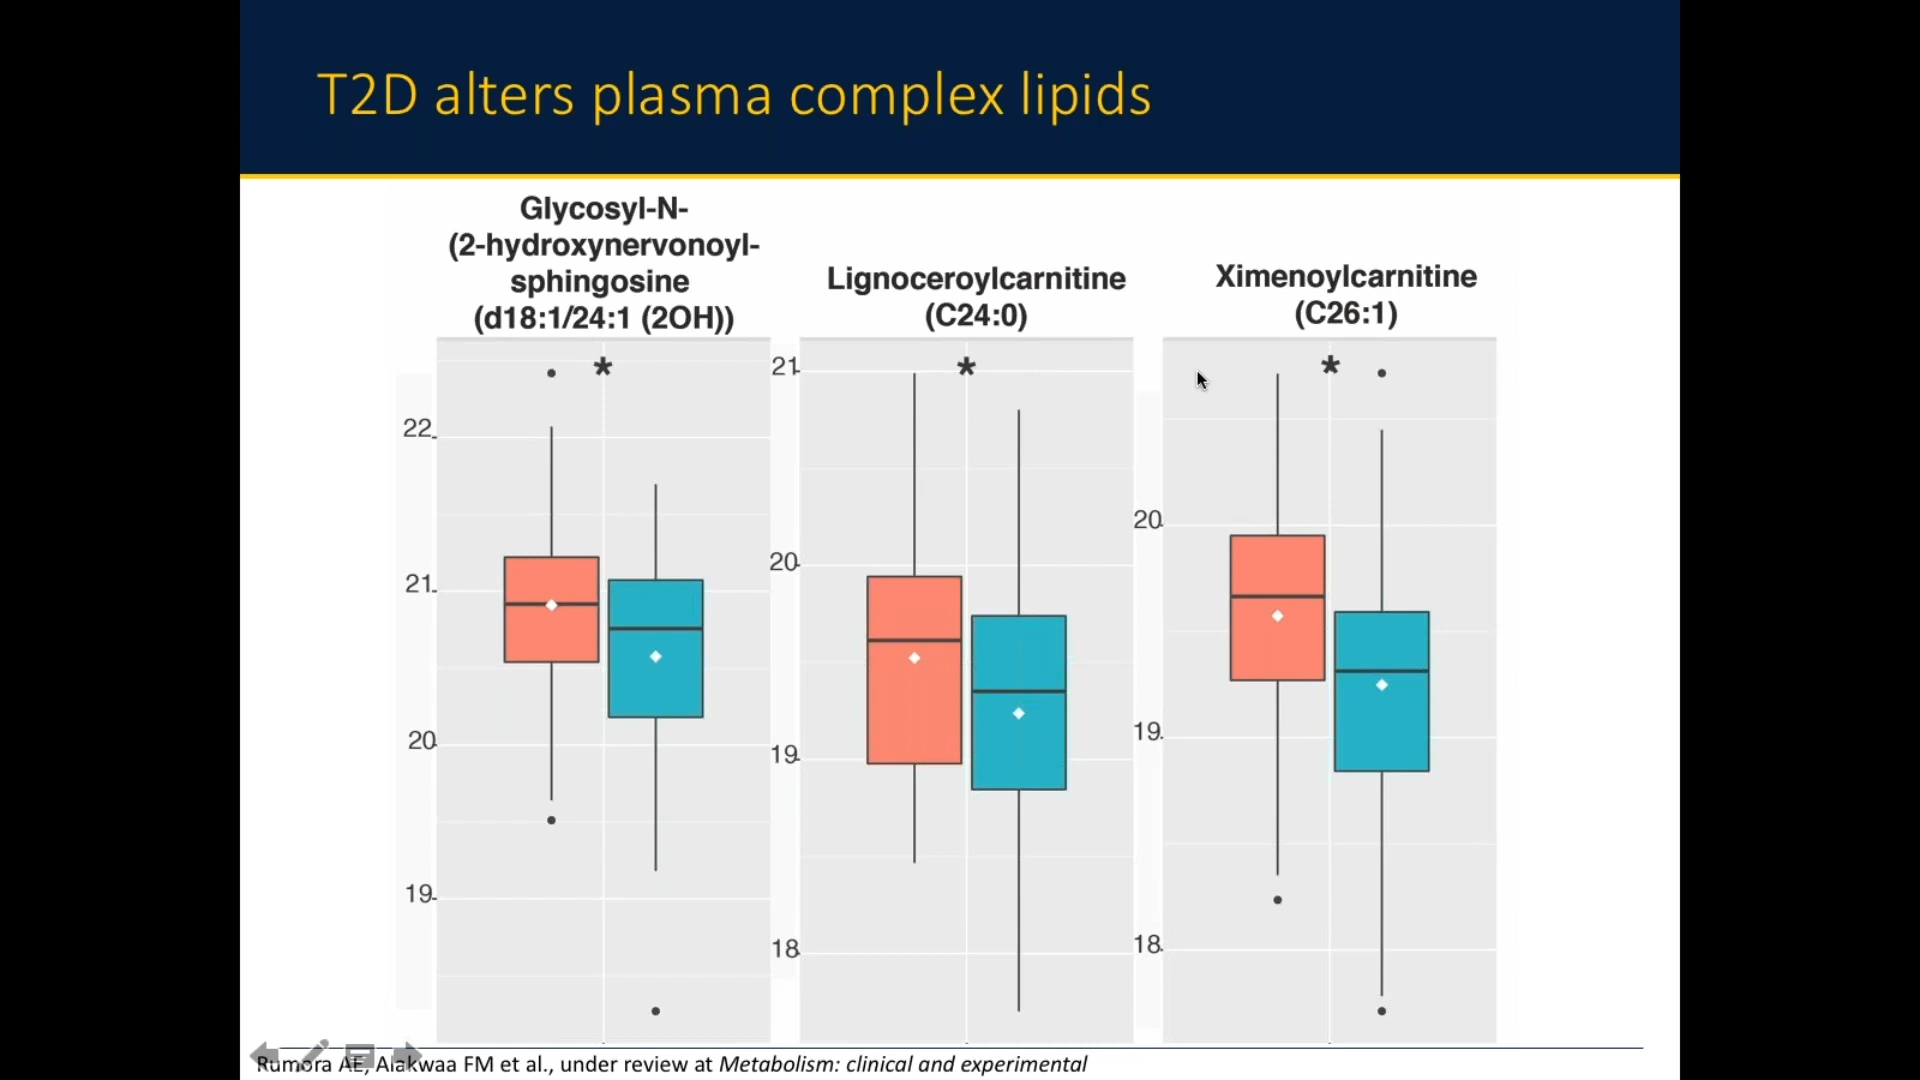 T2D alters plasma complex lipids
Glycosyl-N-
(2-hydroxynervonoyl-
sphingosine
(d18:1/24:1 (2OH))
*
22
21
20
19
Lignoceroylcarnitine
(C24:0)
*
21
20
19
18
Ximenoylcarnitine
(C26:1)
*
20
19
18
Rumora AE, Alakwaa FM et al., under review at Metabolism: clinical and experimental